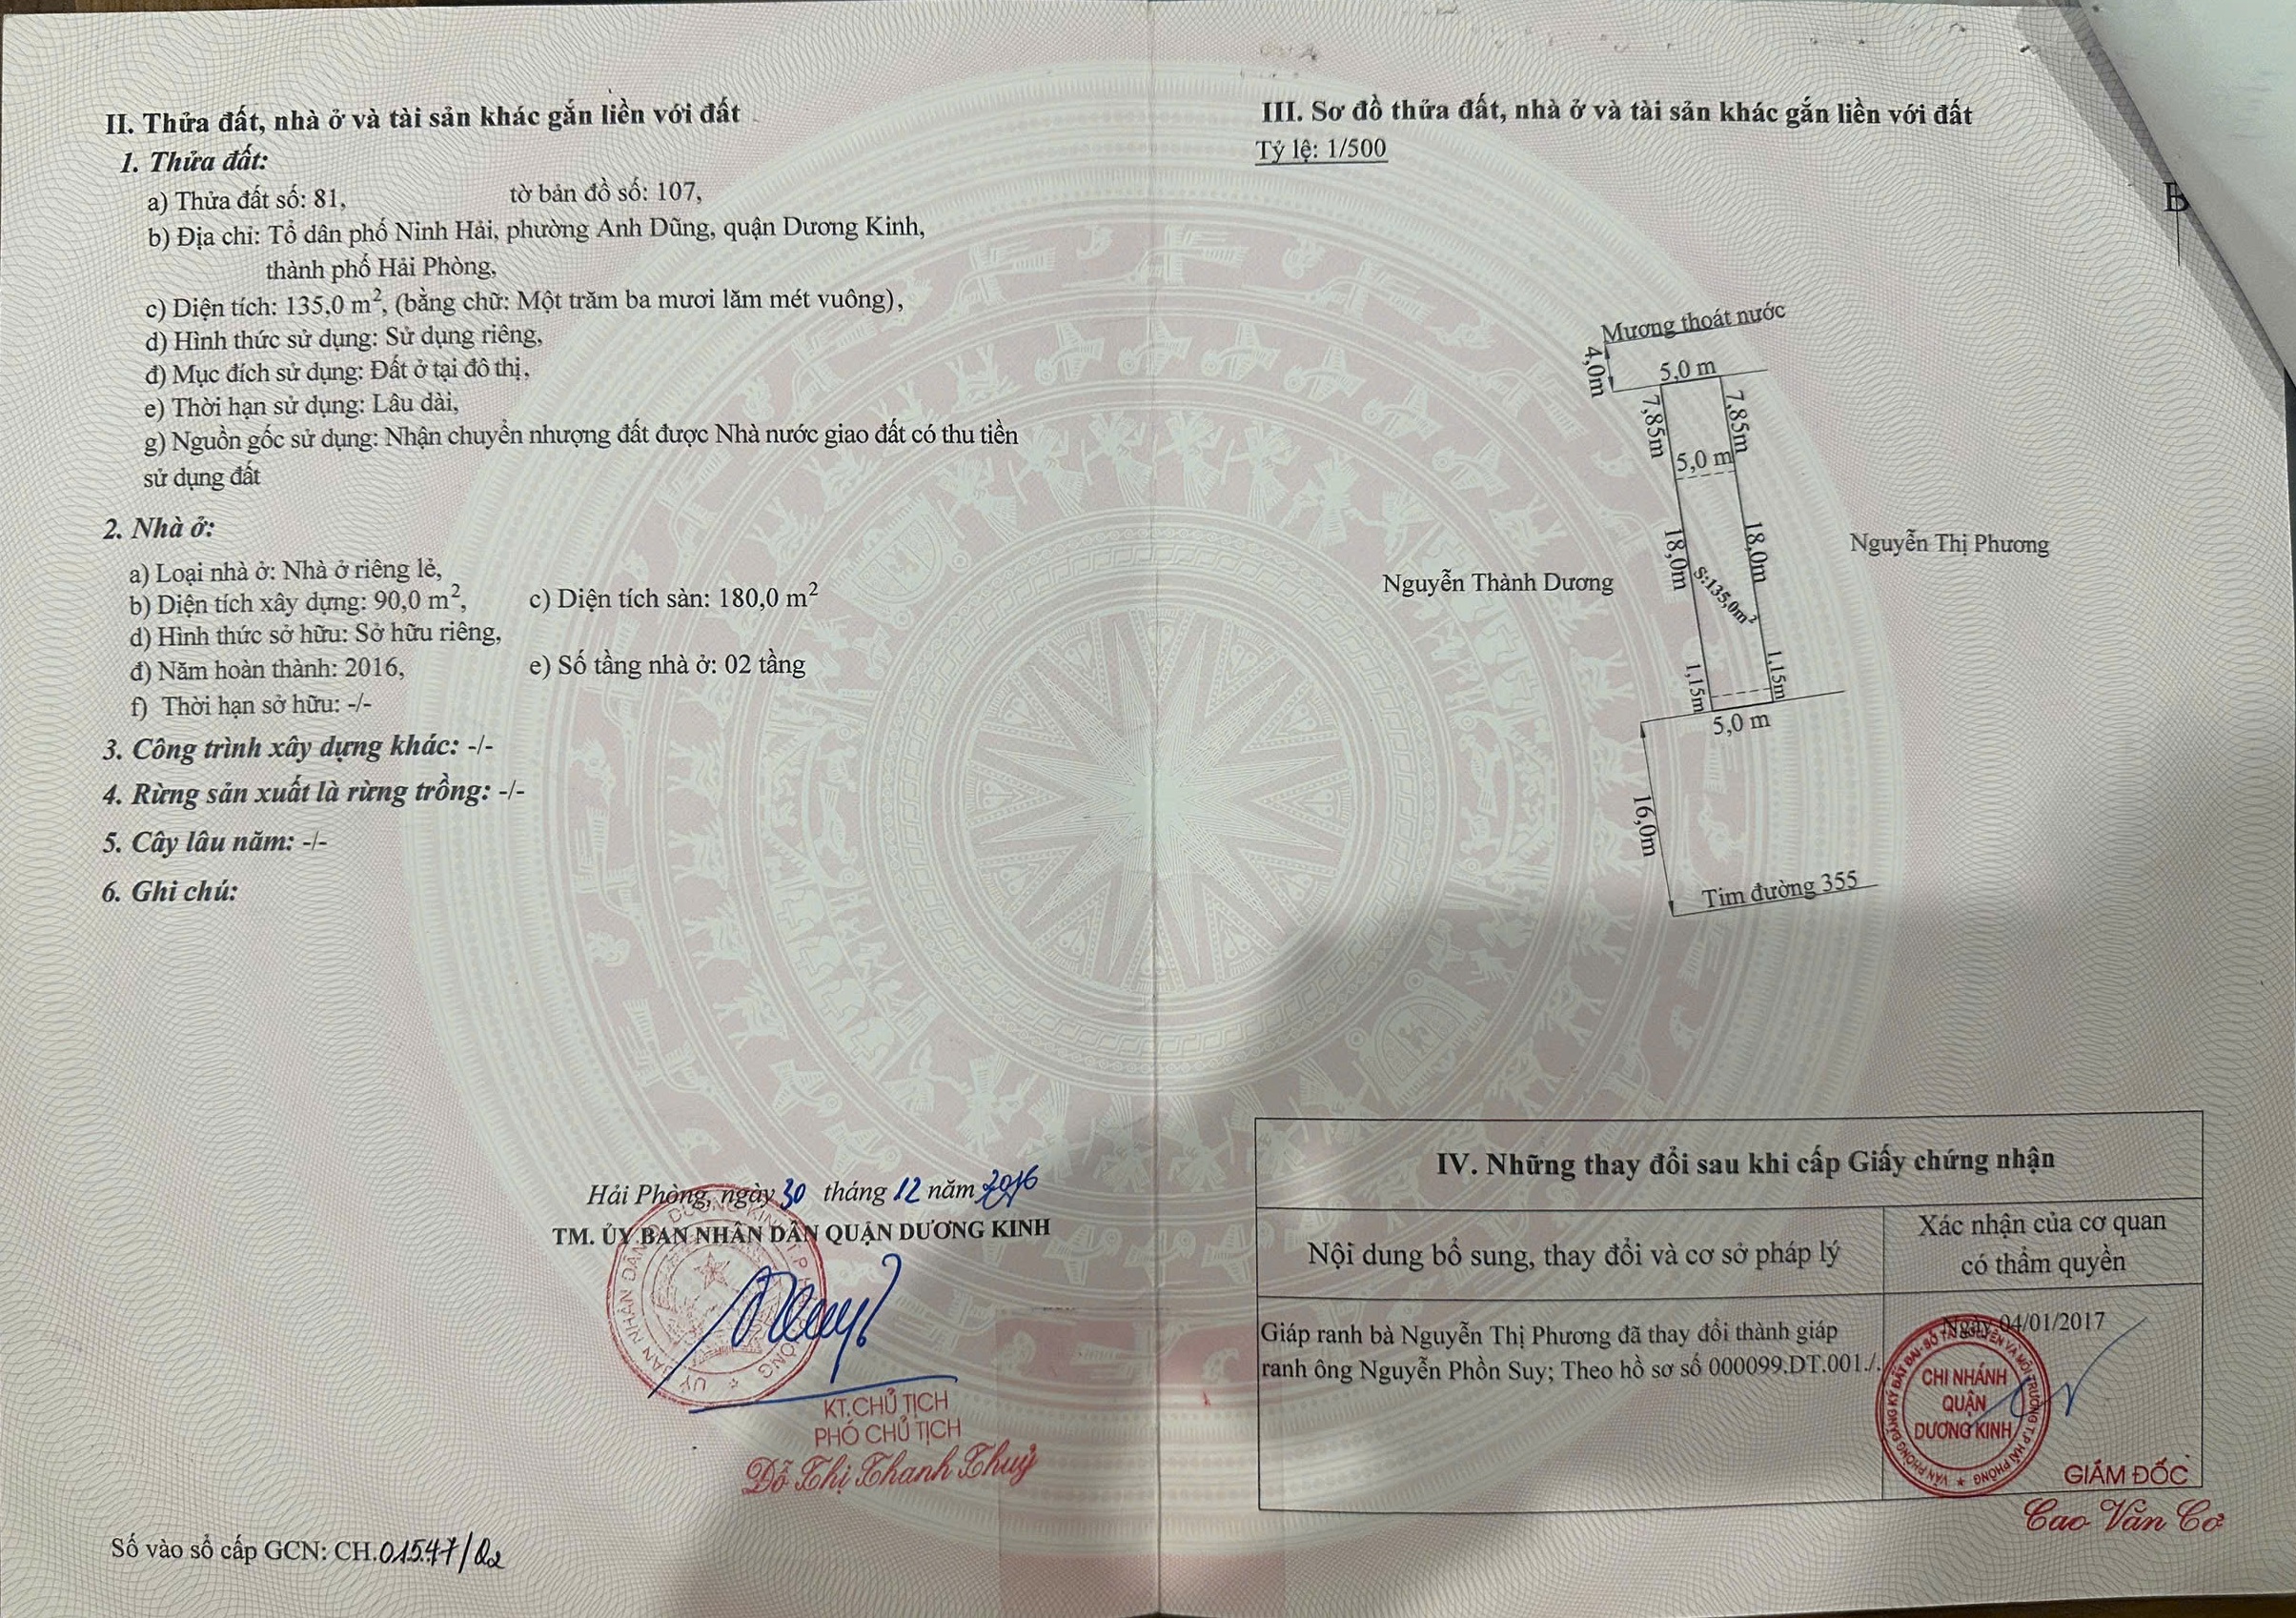 II. Thửa đất, nhà ở và tài sản khác gắn liền với đất
1. Thửa đất:
a) Thửa đất số: 81, tờ bản đồ số: 107,
b) Địa chỉ: Tổ dân phố Ninh Hải, phường Anh Dũng, quận Dương Kinh,
thành phố Hải Phòng,
c) Diện tích: 135,0 m², (bằng chữ: Một trăm ba mươi lăm mét vuông),
d) Hình thức sử dụng: Sử dụng riêng,
đ) Mục đích sử dụng: Đất ở tại đô thị,
e) Thời hạn sử dụng: Lâu dài,
g) Nguồn gốc sử dụng: Nhận chuyển nhượng đất được Nhà nước giao đất có thu tiền
sử dụng đất
2. Nhà ở:
a) Loại nhà ở: Nhà ở riêng lẻ,
b) Diện tích xây dựng: 90,0 m², c) Diện tích sàn: 180,0 m²
d) Hình thức sở hữu: Sở hữu riêng,
đ) Năm hoàn thành: 2016, e) Số tầng nhà ở: 02 tầng
f) Thời hạn sở hữu: -/-
3. Công trình xây dựng khác: -/-
4. Rừng sản xuất là rừng trồng: -/-
5. Cây lâu năm: -/-
6. Ghi chú:
Hải Phòng, ngày 30 tháng 12 năm 2016
TM. ỦY BAN NHÂN DÂN QUẬN DƯƠNG KINH
KT.CHỦ TỊCH
PHÓ CHỦ TỊCH
Đỗ Thị Thanh Thuỷ
Số vào sổ cấp GCN: CH.01547/Q2
III. Sơ đồ thửa đất, nhà ở và tài sản khác gắn liền với đất
Tỷ lệ: 1/500
B
Mương thoát nước
4,0m
5,0 m
7,85m
7,85m
5,0 m
18,0m
18,0m
S:135,0m²
Nguyễn Thị Phương
Nguyễn Thành Dương
1,15m
1,15m
5,0 m
16,0m
Tim đường 355
IV. Những thay đổi sau khi cấp Giấy chứng nhận
Nội dung bổ sung, thay đổi và cơ sở pháp lý
Xác nhận của cơ quan
có thẩm quyền
Giáp ranh bà Nguyễn Thị Phương đã thay đổi thành giáp
ranh ông Nguyễn Phồn Suy; Theo hồ sơ số 000099.DT.001./.
Ngày 04/01/2017
VĂN PHÒNG ĐĂNG KÝ ĐẤT ĐAI - SỞ TÀI NGUYÊN VÀ MÔI TRƯỜNG T.P HẢI PHÒNG
CHI NHÁNH
QUẬN
DƯƠNG KINH
GIÁM ĐỐC
Cao Văn Cơ